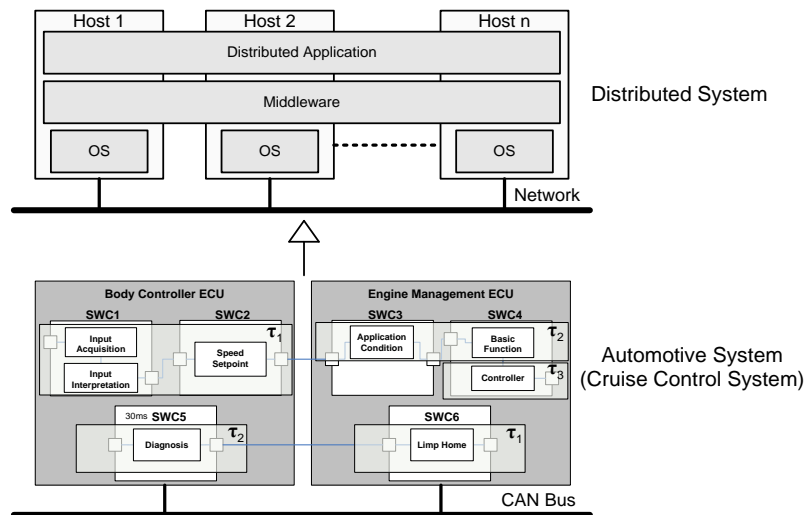 Host 1 Host 2 Host n
Distributed Application
Middleware
Distributed System
OS OS OS
Network
Body Controller ECU Engine Management ECU
SWC1 SWC2 SWC3 SWC4
τ1 τ2
Input
Acquisition
Speed
Setpoint
Application
Condition
Basic
Function
Input
Interpretation
Controller
τ3
Automotive System
(Cruise Control System)
30ms SWC5 SWC6
Diagnosis τ2 Limp Home τ1
CAN Bus